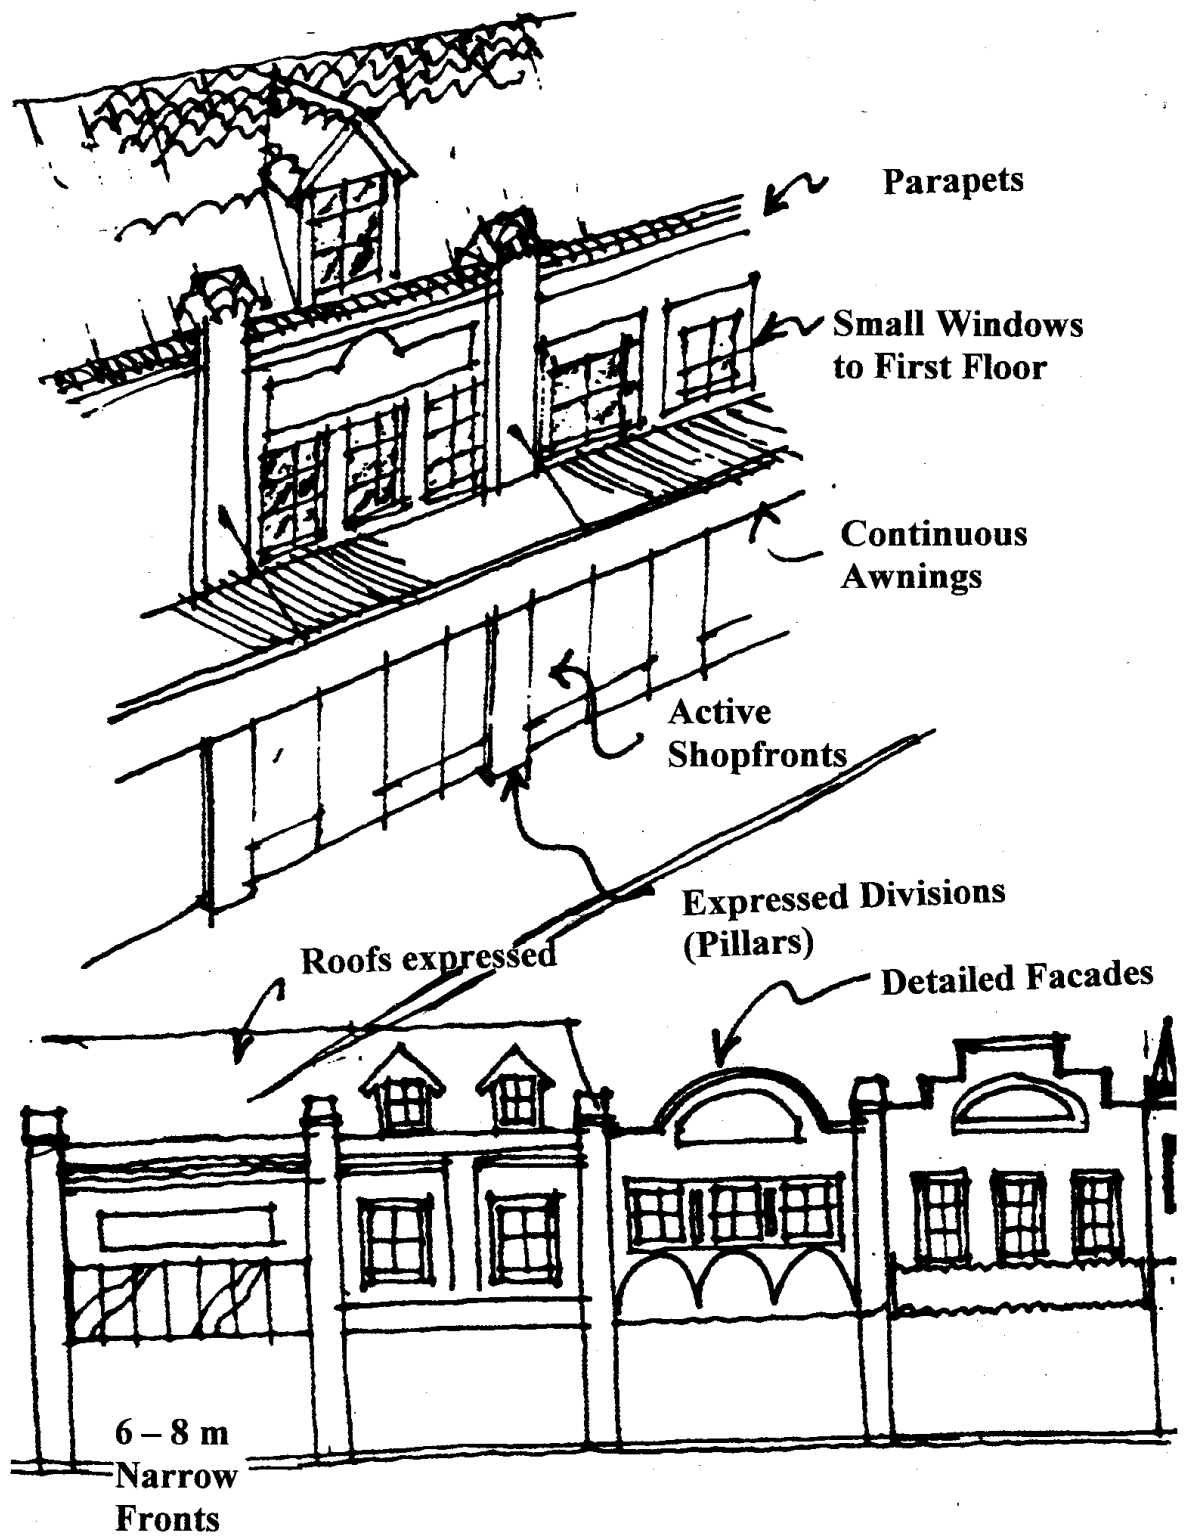 Parapets
Small Windows
to First Floor
Continuous
Awnings
Active
Shopfronts
Expressed Divisions
(Pillars)
Roofs expressed
Detailed Facades
6 – 8 m
Narrow
Fronts